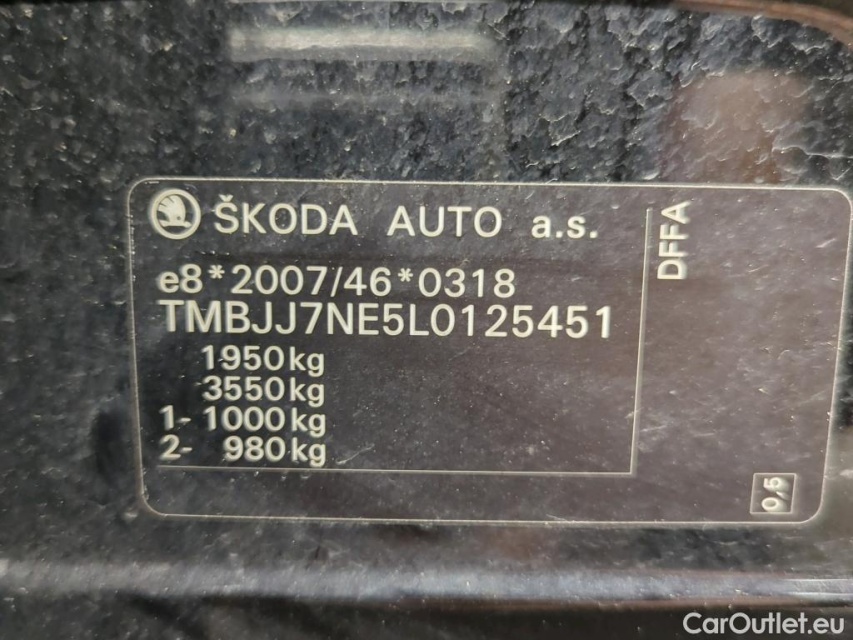 ŠKODA AUTO a.s.
e8*2007/46*0318
TMBJJ7NE5L0125451
1950kg
3550kg
1- 1000kg
2- 980kg
DFFA
0,5
CarOutlet.eu